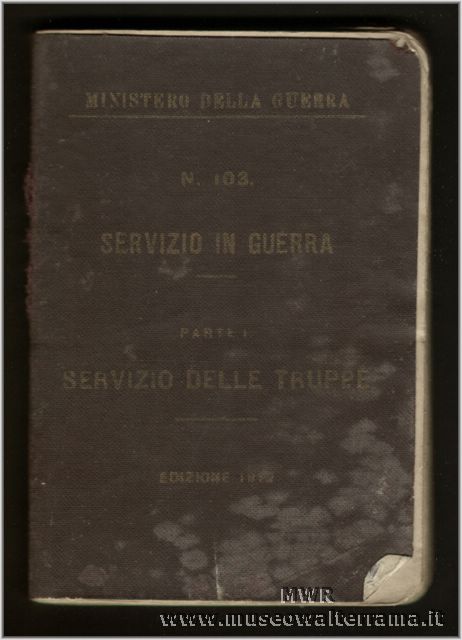 MINISTERO DELLA GUERRA
N. 103.
SERVIZIO IN GUERRA
PARTE I
SERVIZIO DELLE TRUPPE
EDIZIONE
MWR
www.museowalterrama.it